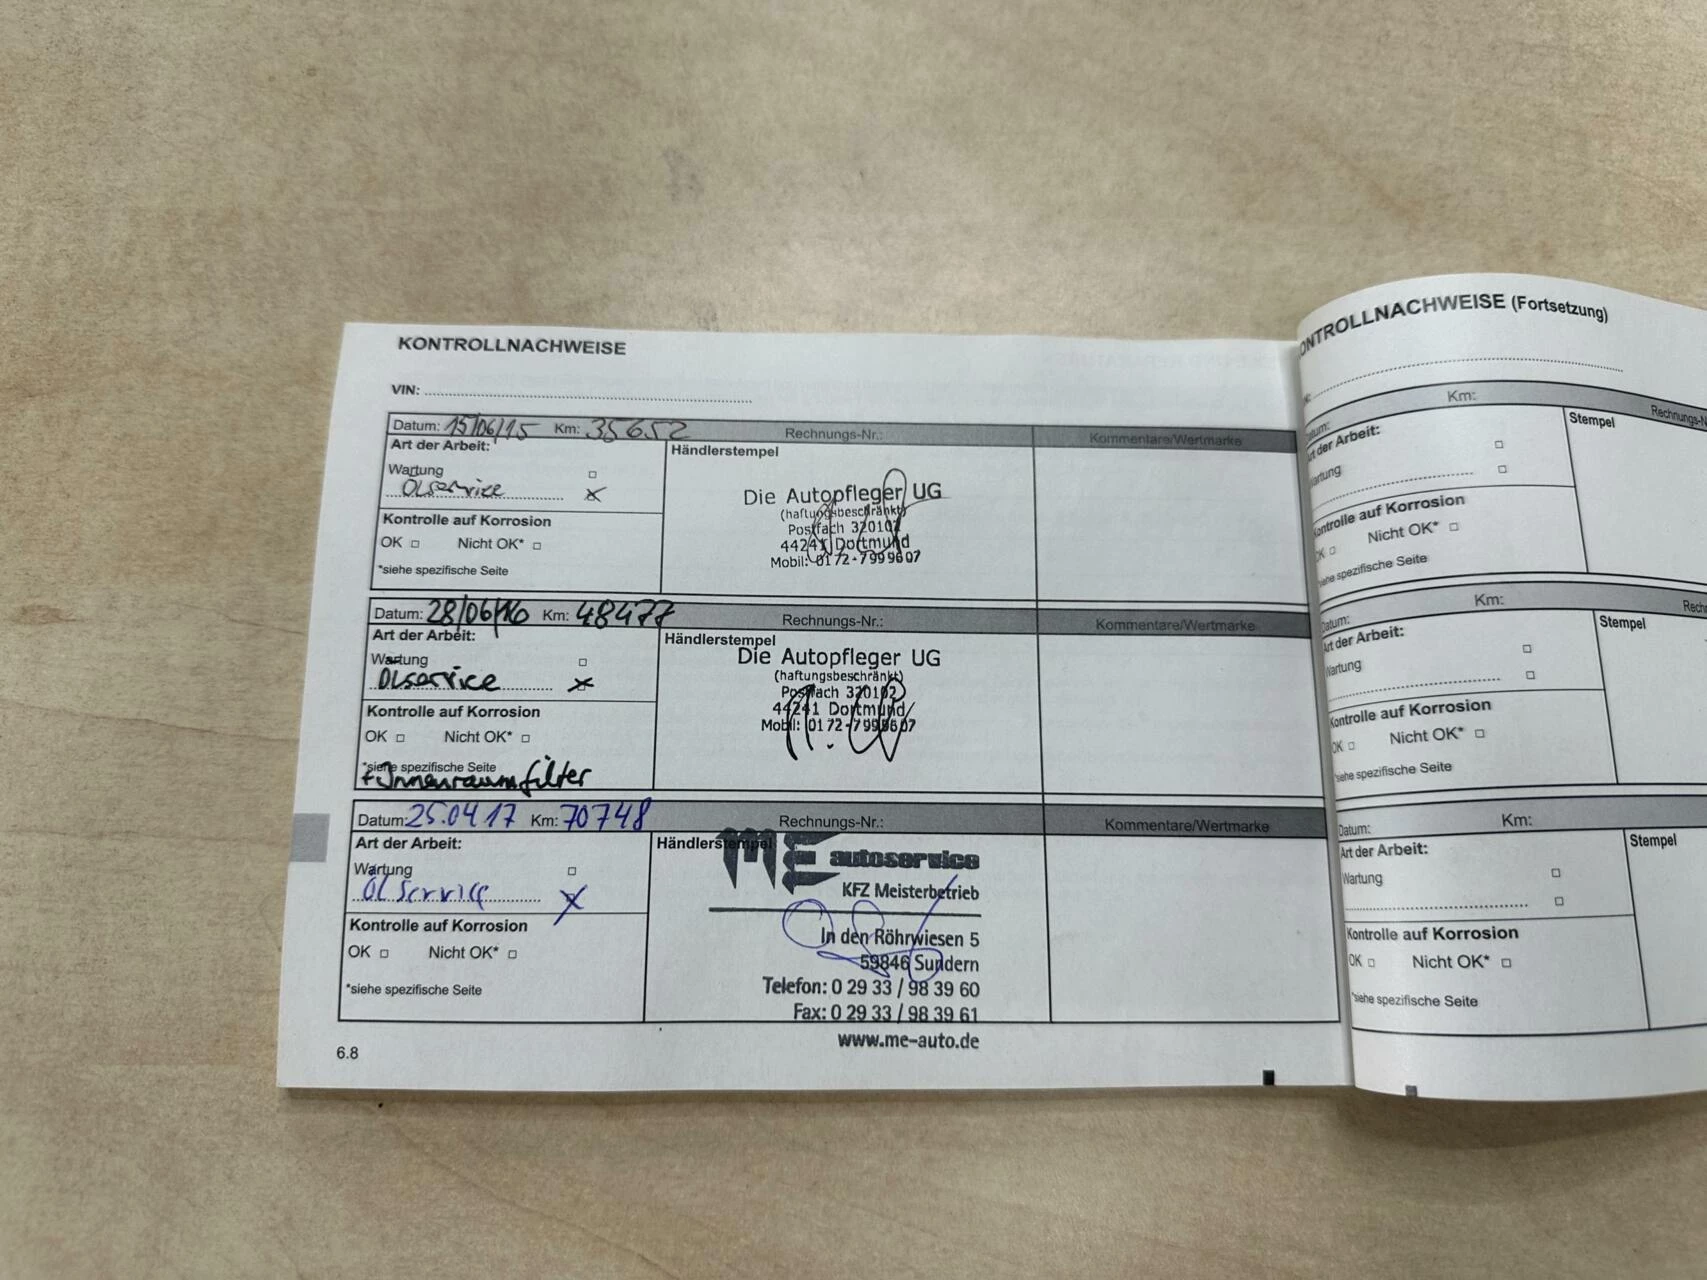 KONTROLLNACHWEISE
VIN:
Datum: 15/06/15 Km: 35652 Rechnungs-Nr.: Kommentare/Wertmarke
Art der Arbeit: Händlerstempel
Wartung
Ölservice
Kontrolle auf Korrosion
OK Nicht OK*
*siehe spezifische Seite
Die Autopfleger UG
(haftungsbeschränkt)
Postfach 320102
44241 Dortmund
Mobil: 0172-7999607
Datum: 28/06/16 Km: 48477 Rechnungs-Nr.: Kommentare/Wertmarke
Art der Arbeit: Händlerstempel
Wartung
Ölservice
Kontrolle auf Korrosion
OK Nicht OK*
*siehe spezifische Seite
+Innenraumfilter
Die Autopfleger UG
(haftungsbeschränkt)
Postfach 320102
44241 Dortmund
Mobil: 0172-7999607
Datum: 25.04.17 Km: 70748 Rechnungs-Nr.: Kommentare/Wertmarke
Art der Arbeit: Händlerstempel
Wartung
Ölservice
Kontrolle auf Korrosion
OK Nicht OK*
*siehe spezifische Seite
ME autoservice
KFZ Meisterbetrieb
In den Röhrwiesen 5
59846 Sundern
Telefon: 0 29 33 / 98 39 60
Fax: 0 29 33 / 98 39 61
www.me-auto.de
6.8
ONTROLLNACHWEISE (Fortsetzung)
atum: Km: Rechnungs-N
rt der Arbeit: Stempel
artung
ontrolle auf Korrosion
OK Nicht OK*
siehe spezifische Seite
Datum: Km: Rech
Art der Arbeit: Stempel
Wartung
Kontrolle auf Korrosion
OK Nicht OK*
*siehe spezifische Seite
Datum: Km:
Art der Arbeit: Stempel
Wartung
Kontrolle auf Korrosion
OK Nicht OK*
*siehe spezifische Seite